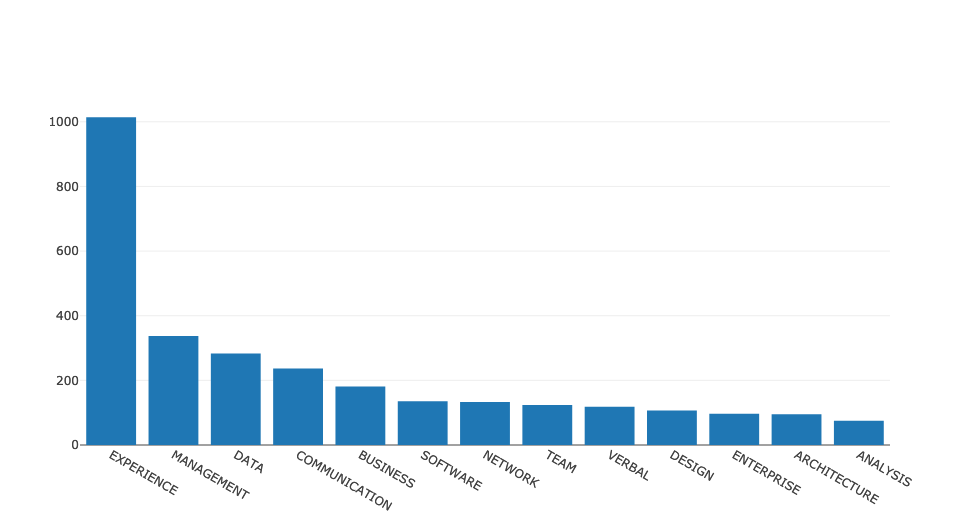 1000
800
600
400
200
0
EXPERIENCE
MANAGEMENT
DATA
COMMUNICATION
BUSINESS
SOFTWARE
NETWORK
TEAM
VERBAL
DESIGN
ENTERPRISE
ARCHITECTURE
ANALYSIS